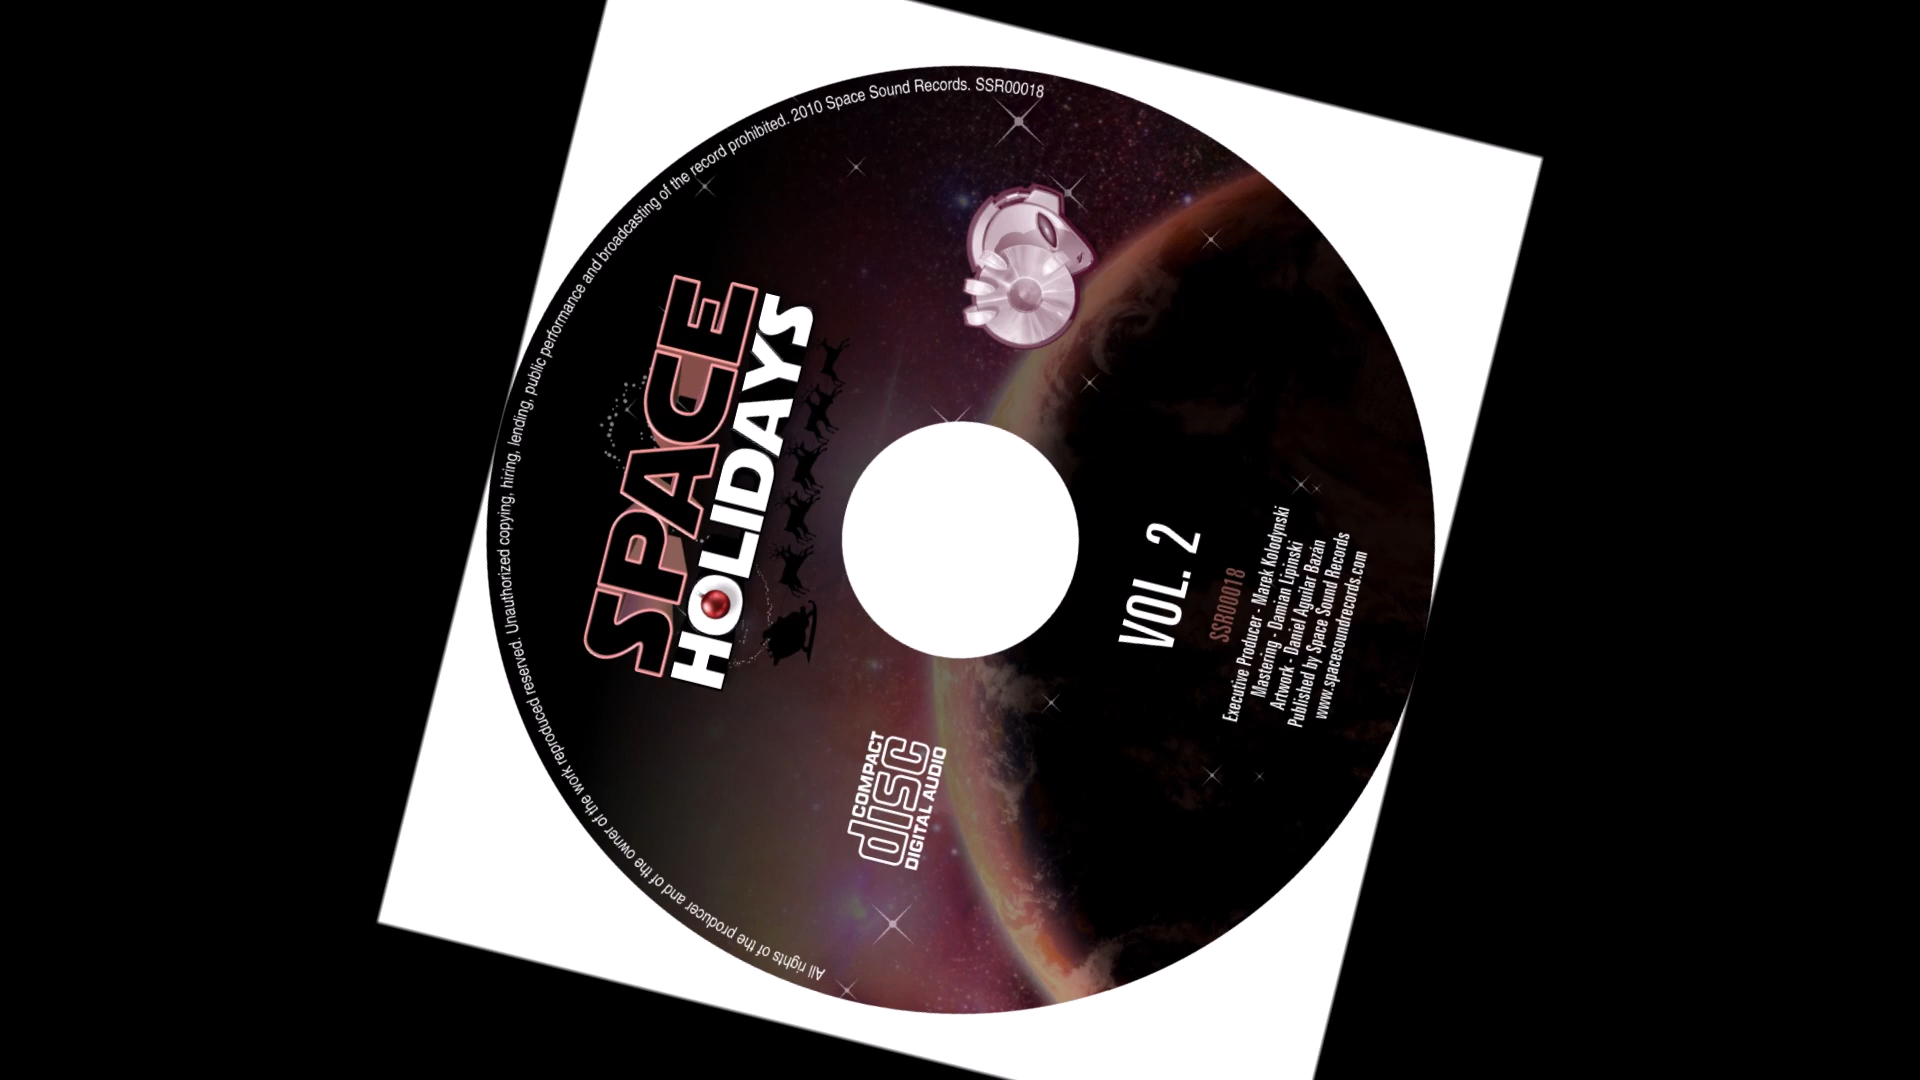 All rights of the producer and of the owner of the work reproduced reserved. Unauthorized copying, hiring, lending, public performance and broadcasting of the record prohibited. 2010 Space Sound Records. SSR00018
SPACE
HOLIDAYS
COMPACT
disc
DIGITAL AUDIO
VOL. 2
SSR00018
Executive Producer - Marek Kolodynski
Mastering - Damian Lipinski
Artwork - Daniel Aguilar Bazán
Published by Space Sound Records
www.spacesoundrecords.com